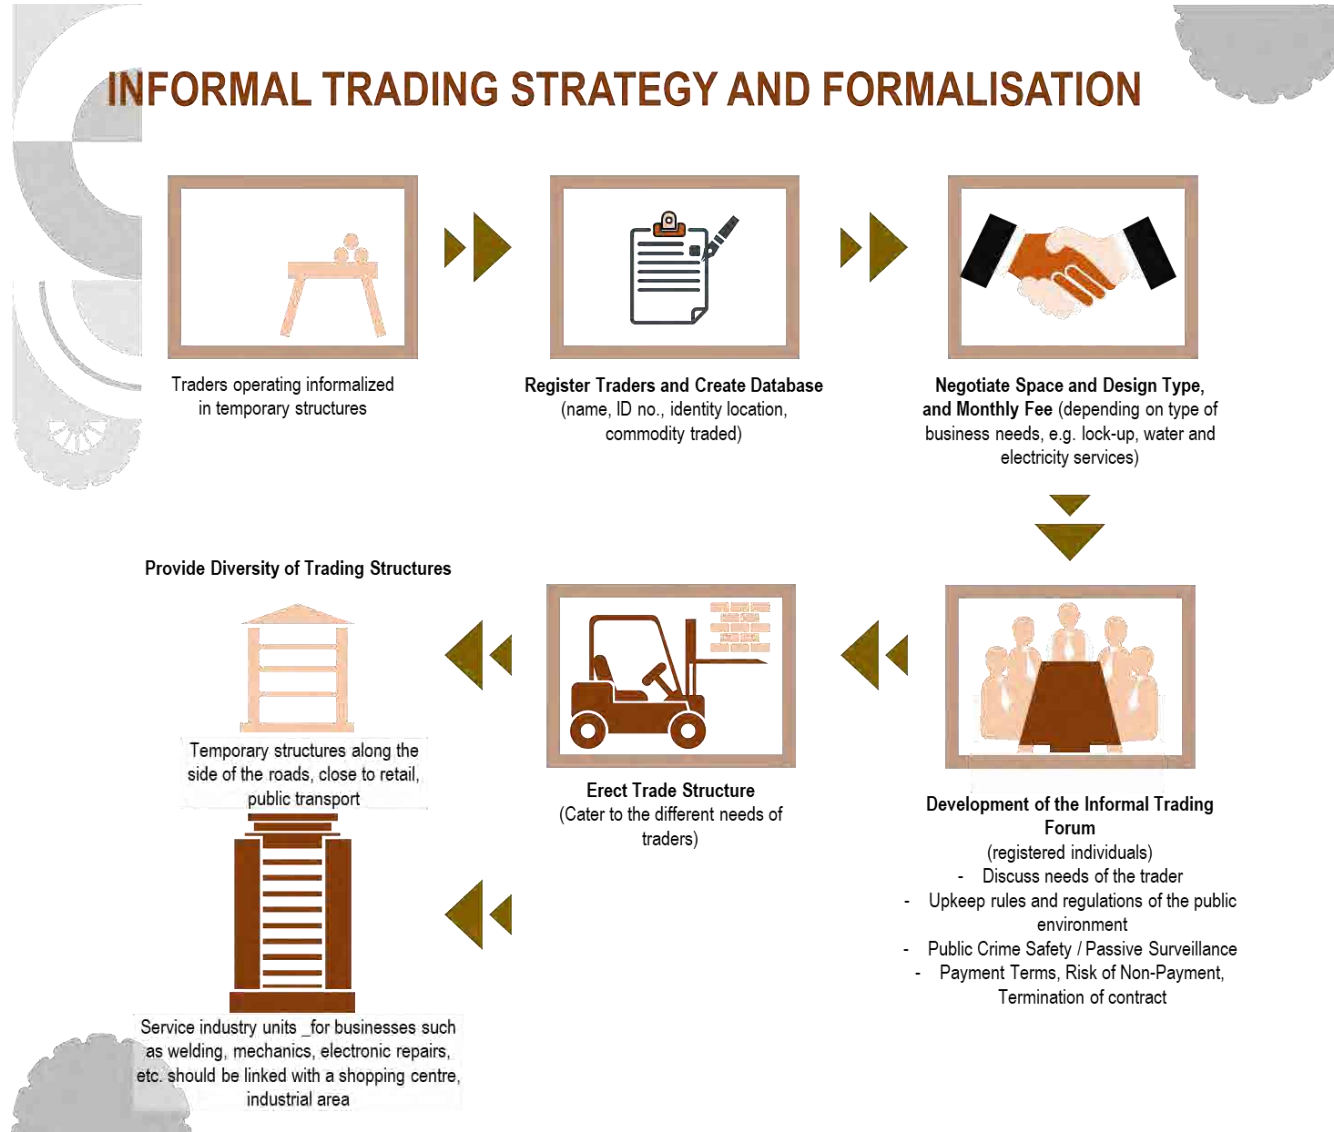 INFORMAL TRADING STRATEGY AND FORMALISATION
Traders operating informalized
in temporary structures
Register Traders and Create Database
(name, ID no., identity location,
commodity traded)
Negotiate Space and Design Type,
and Monthly Fee (depending on type of
business needs, e.g. lock-up, water and
electricity services)
Development of the Informal Trading
Forum
(registered individuals)
- Discuss needs of the trader
- Upkeep rules and regulations of the public
environment
- Public Crime Safety / Passive Surveillance
- Payment Terms, Risk of Non-Payment,
Termination of contract
Erect Trade Structure
(Cater to the different needs of
traders)
Provide Diversity of Trading Structures
Temporary structures along the
side of the roads, close to retail,
public transport
Service industry units _for businesses such
as welding, mechanics, electronic repairs,
etc. should be linked with a shopping centre,
industrial area